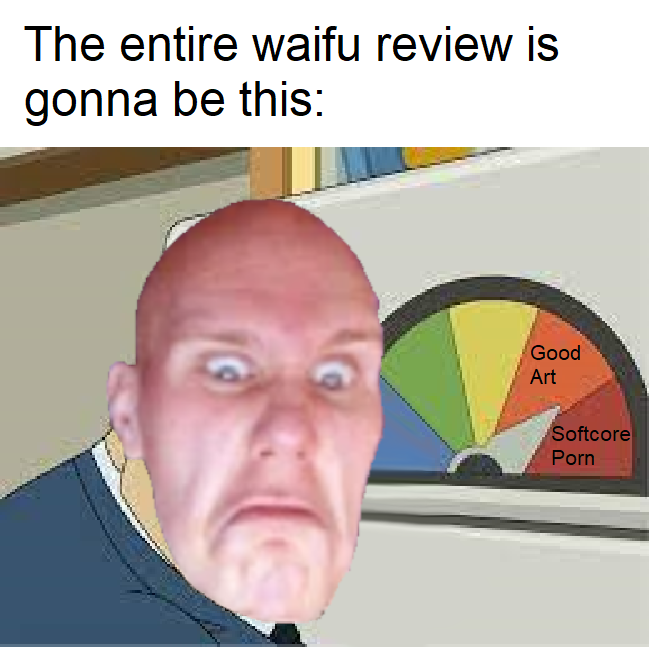 The entire waifu review is
gonna be this:
Good
Art
Softcore
Porn